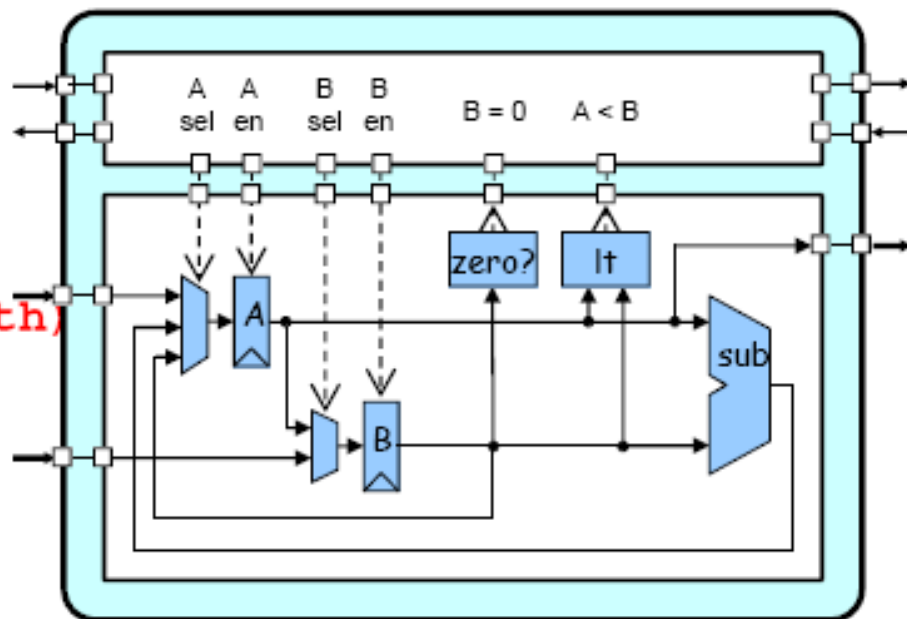 A A B B
sel en sel en
B = 0 A < B
zero? lt
th)
A
sub
B